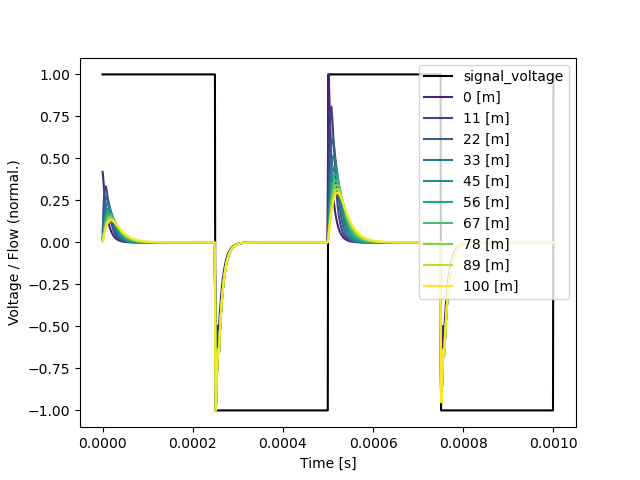 Voltage / Flow (normal.)
1.00
0.75
0.50
0.25
0.00
−0.25
−0.50
−0.75
−1.00
signal_voltage
0 [m]
11 [m]
22 [m]
33 [m]
45 [m]
56 [m]
67 [m]
78 [m]
89 [m]
100 [m]
0.0000 0.0002 0.0004 0.0006 0.0008 0.0010
Time [s]